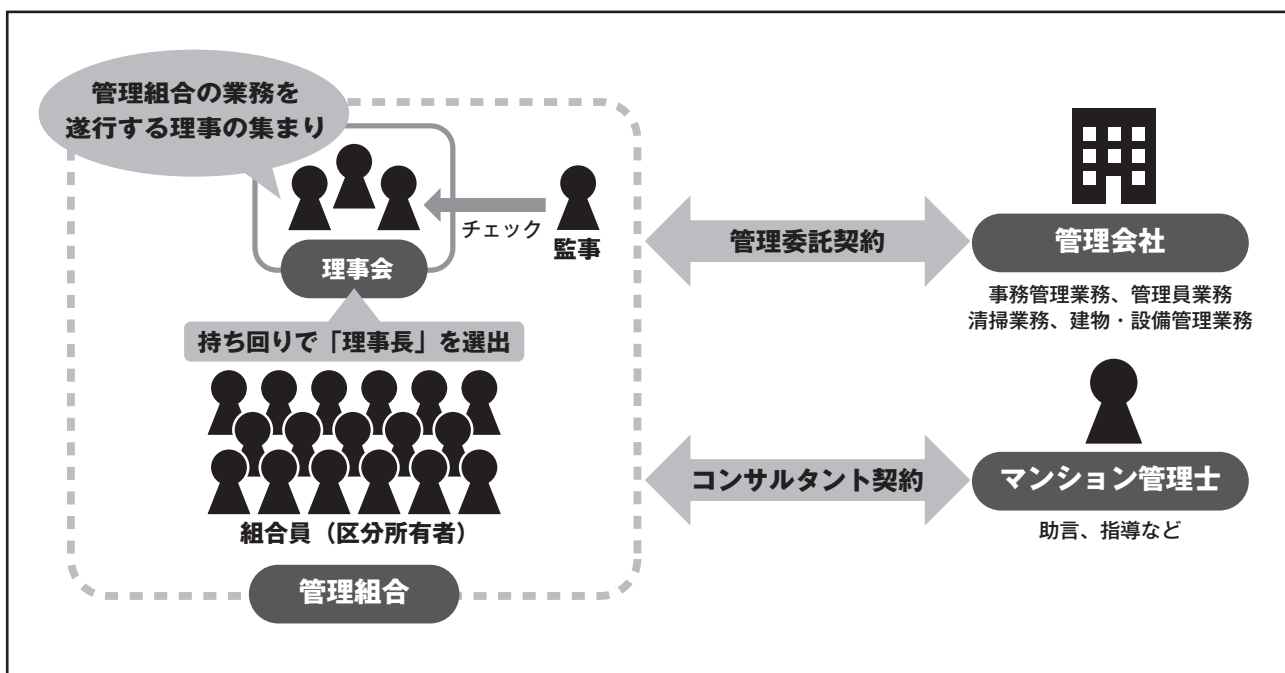 管理組合の業務を
遂行する理事の集まり
チェック
監事
理事会
持ち回りで「理事長」を選出
組合員（区分所有者）
管理組合
管理委託契約
管理会社
事務管理業務、管理員業務
清掃業務、建物・設備管理業務
コンサルタント契約
マンション管理士
助言、指導など